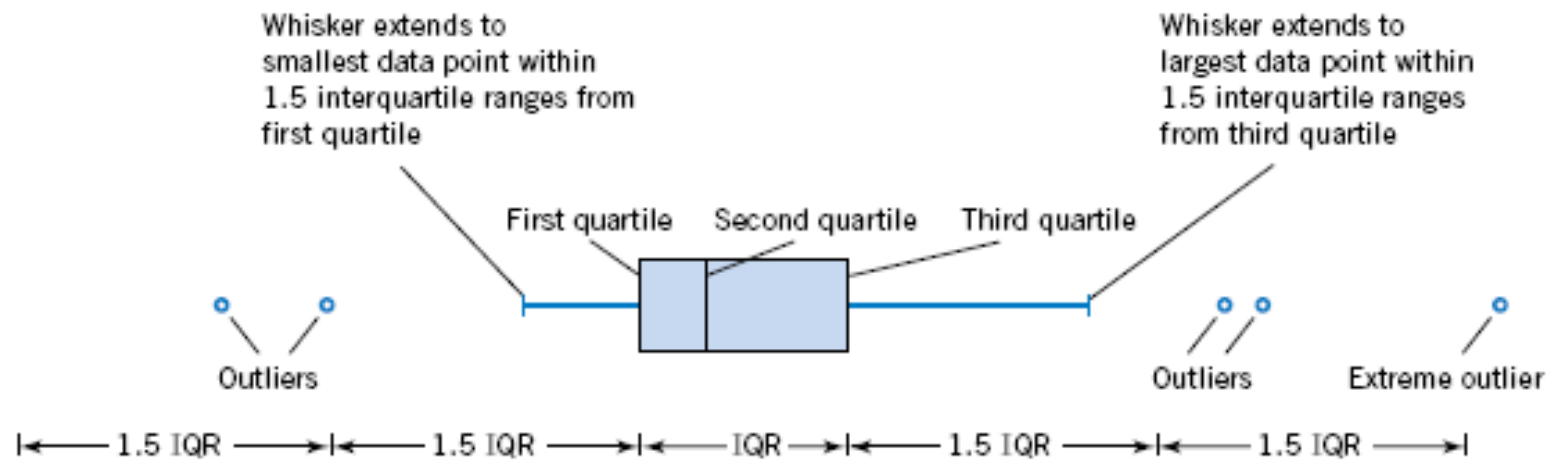 Whisker extends to
smallest data point within
1.5 interquartile ranges from
first quartile
Whisker extends to
largest data point within
1.5 interquartile ranges
from third quartile
First quartile
Second quartile
Third quartile
Outliers
Outliers
Extreme outlier
1.5 IQR
1.5 IQR
IQR
1.5 IQR
1.5 IQR